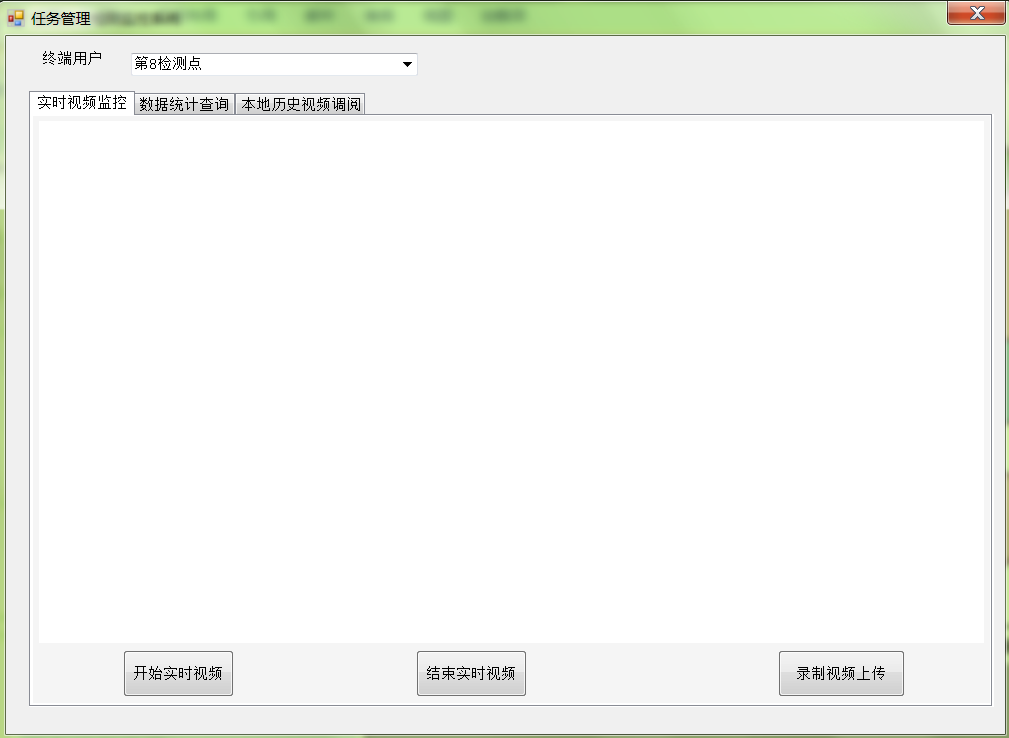 任务管理
终端用户
第8检测点
实时视频监控 数据统计查询 本地历史视频调阅
开始实时视频 结束实时视频 录制视频上传